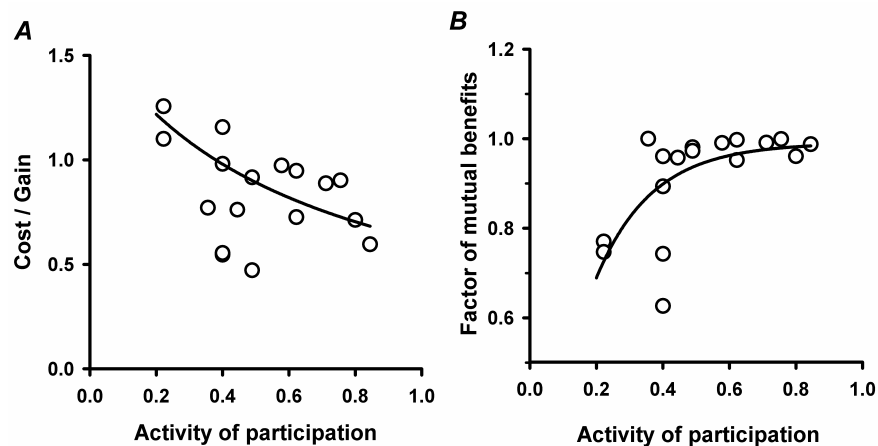 A
1.5
1.0
0.5
0.0
Cost / Gain
0.0 0.2 0.4 0.6 0.8 1.0
Activity of participation
B
1.2
1.0
0.8
0.6
Factor of mutual benefits
0.0 0.2 0.4 0.6 0.8 1.0
Activity of participation